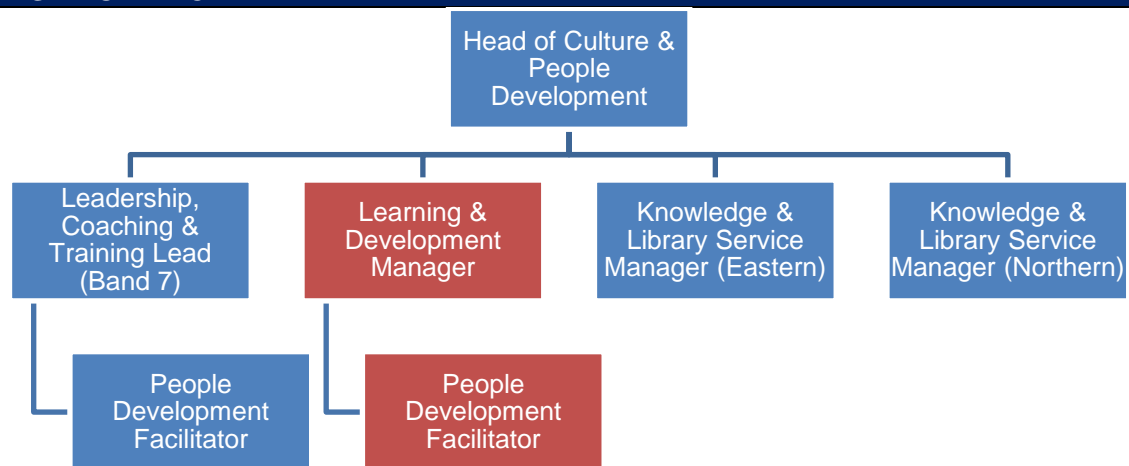 Head of Culture &
People
Development
Leadership,
Coaching &
Training Lead
(Band 7)
Learning &
Development
Manager
Knowledge &
Library Service
Manager (Eastern)
Knowledge &
Library Service
Manager (Northern)
People
Development
Facilitator
People
Development
Facilitator